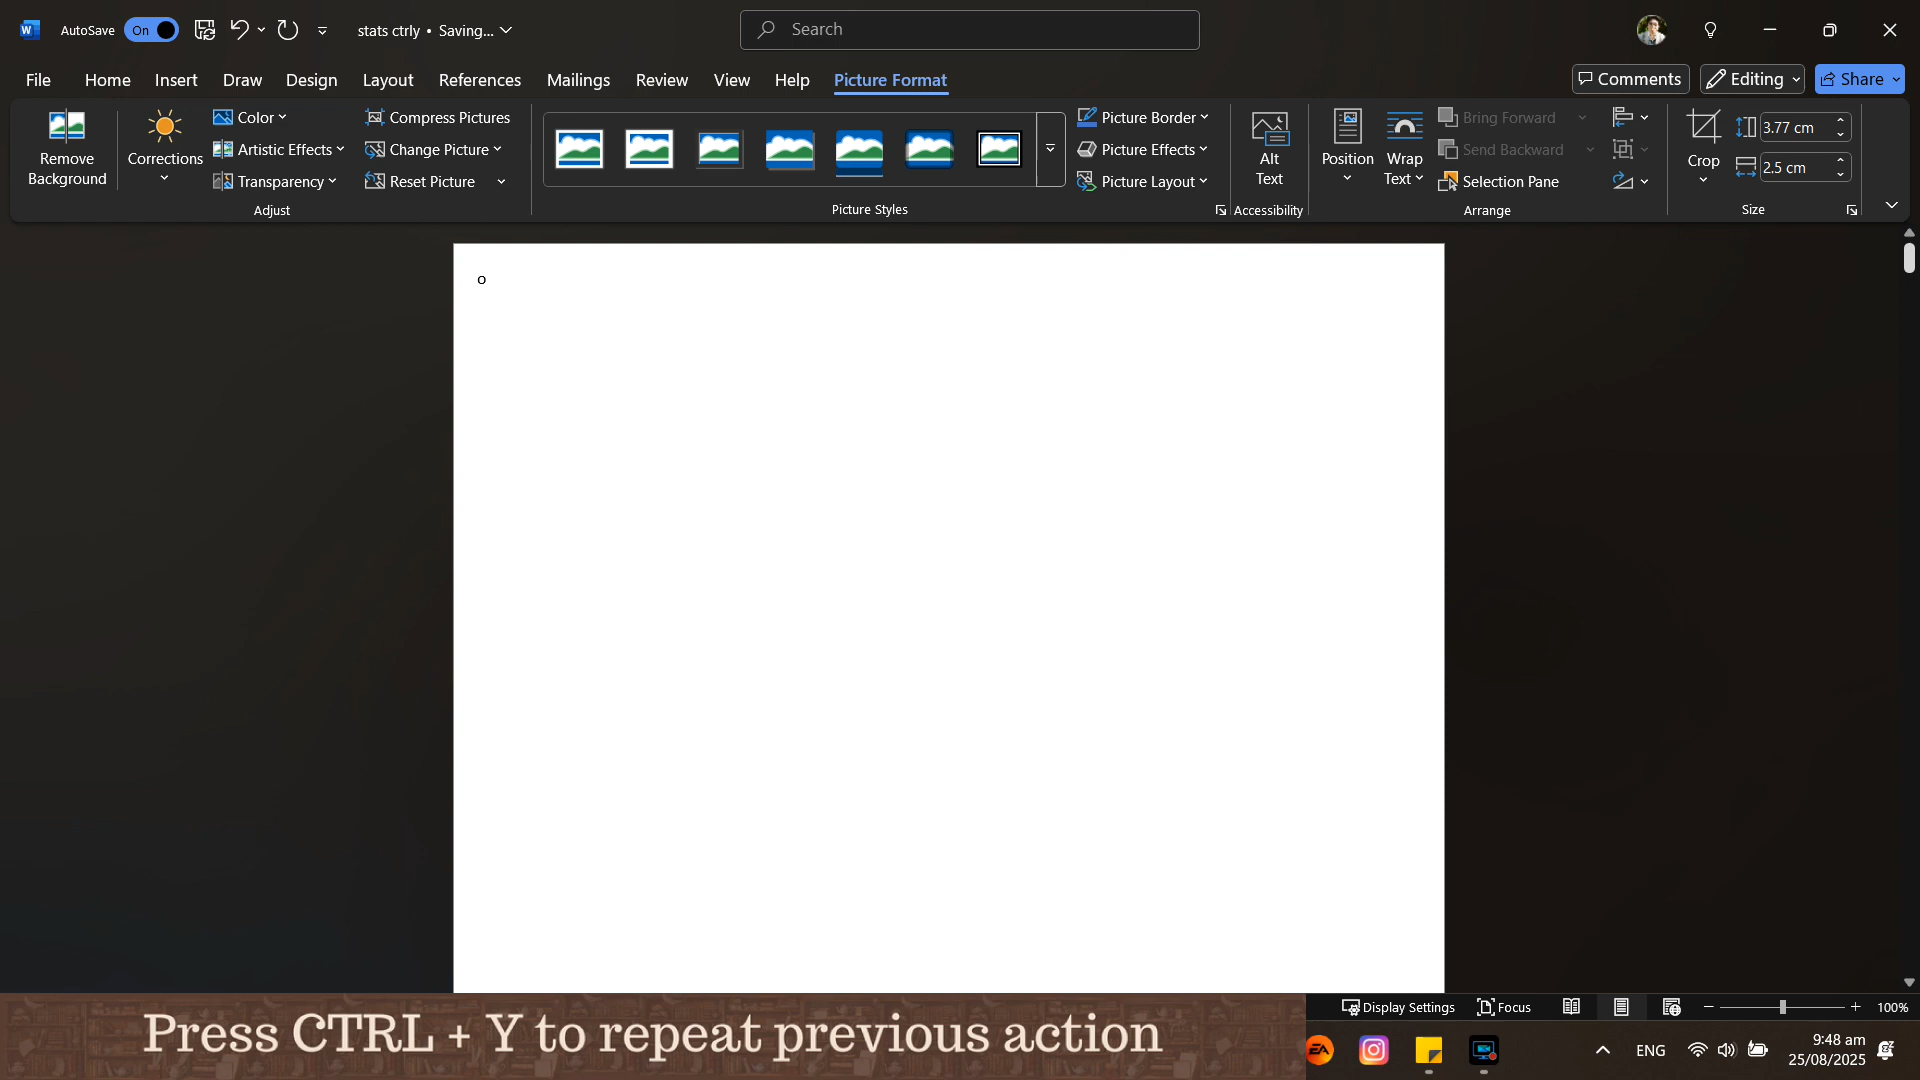 AutoSave On stats ctrly • Saving... Search
File Home Insert Draw Design Layout References Mailings Review View Help Picture Format Comments Editing Share
Remove Background
Corrections
Color
Artistic Effects
Transparency
Compress Pictures
Change Picture
Reset Picture
Adjust
Picture Styles
Picture Border
Picture Effects
Picture Layout
Alt Text
Accessibility
Position
Wrap Text
Bring Forward
Send Backward
Selection Pane
Arrange
Crop
3.77 cm
2.5 cm
Size
o
Display Settings Focus 100%
Press CTRL + Y to repeat previous action
EA
ENG
9:48 am
25/08/2025